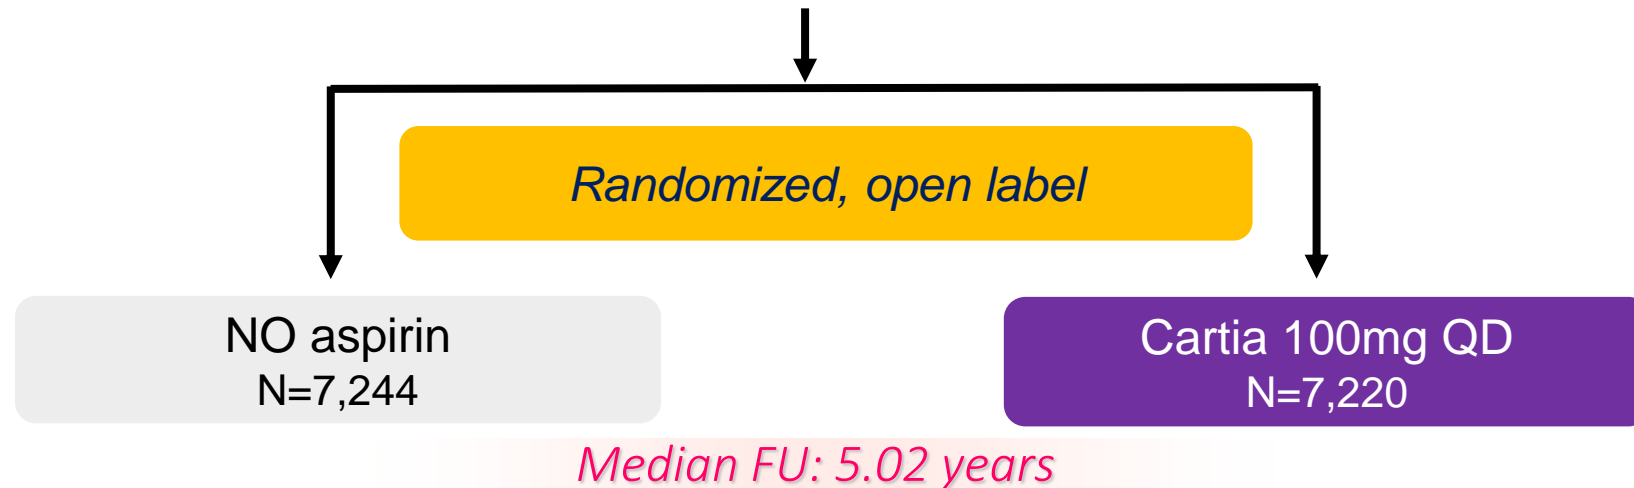 Randomized, open label
NO aspirin
N=7,244
Cartia 100mg QD
N=7,220
Median FU: 5.02 years